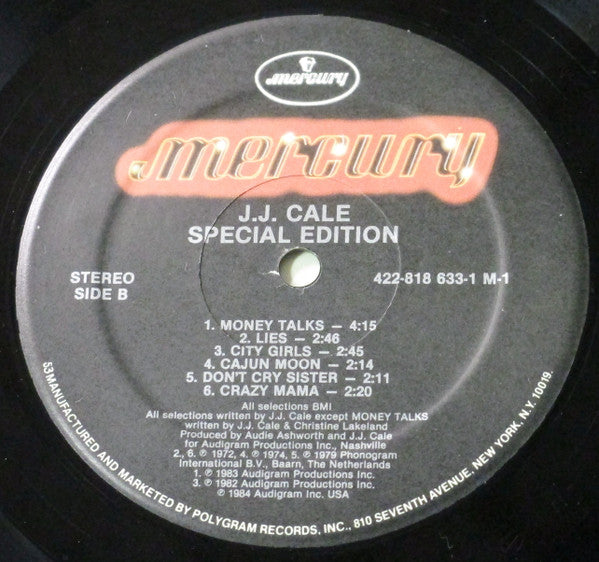 mercury
mercury
J.J. CALE
SPECIAL EDITION
STEREO
SIDE B
422-818 633-1 M-1
1. MONEY TALKS — 4:15
2. LIES — 2:46
3. CITY GIRLS — 2:45
4. CAJUN MOON — 2:14
5. DON'T CRY SISTER — 2:11
6. CRAZY MAMA — 2:20
All selections BMI
All selections written by J.J. Cale except MONEY TALKS
written by J.J. Cale & Christine Lakeland
Produced by Audie Ashworth and J.J. Cale
for Audigram Productions Inc., Nashville
2., 6. ℗ 1972, 4. ℗ 1974, 5. ℗ 1979 Phonogram
International B.V., Baarn, The Netherlands
1. ℗ 1983 Audigram Inc.
3. ℗ 1982 Audigram Inc.
℗ 1984 Audigram Inc. USA
53MANUFACTURED AND MARKETED BY POLYGRAM RECORDS, INC., 810 SEVENTH AVENUE, NEW YORK, N.Y. 10019.